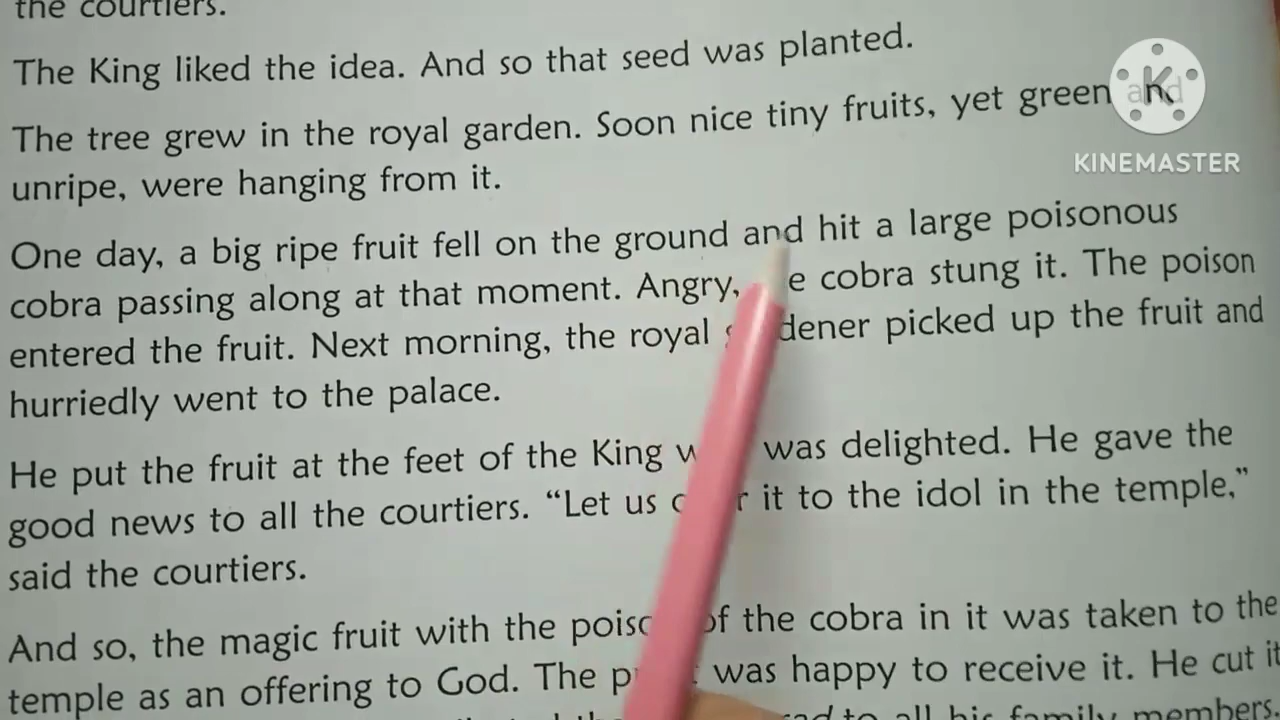 the courtiers.
The King liked the idea. And so that seed was planted.
The tree grew in the royal garden. Soon nice tiny fruits, yet green and
K
KINEMASTER
unripe, were hanging from it.
One day, a big ripe fruit fell on the ground and hit a large poisonous
cobra passing along at that moment. Angry, cobra stung it. The poison
entered the fruit. Next morning, the royal picked up the fruit and
hurriedly went to the palace.
He put the fruit at the feet of the King was delighted. He gave the
good news to all the courtiers. “Let us it to the idol in the temple,”
said the courtiers.
And so, the magic fruit with the of the cobra in it was taken to the
temple as an offering to God. The was happy to receive it. He cut it
to all his family members.